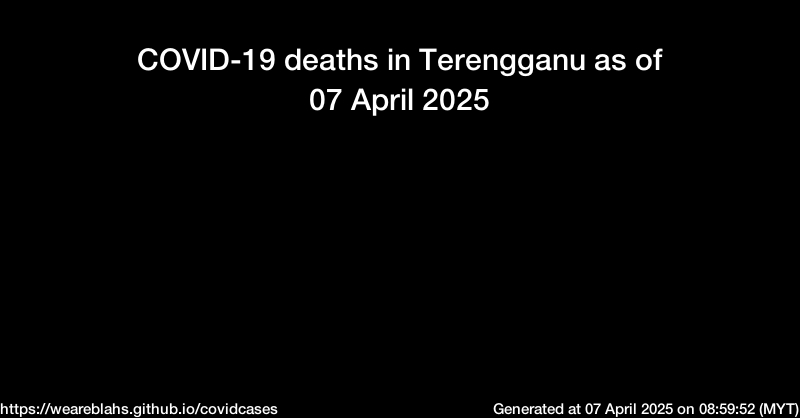 COVID-19 deaths in Terengganu as of
07 April 2025
https://weareblahs.github.io/covidcases
Generated at 07 April 2025 on 08:59:52 (MYT)